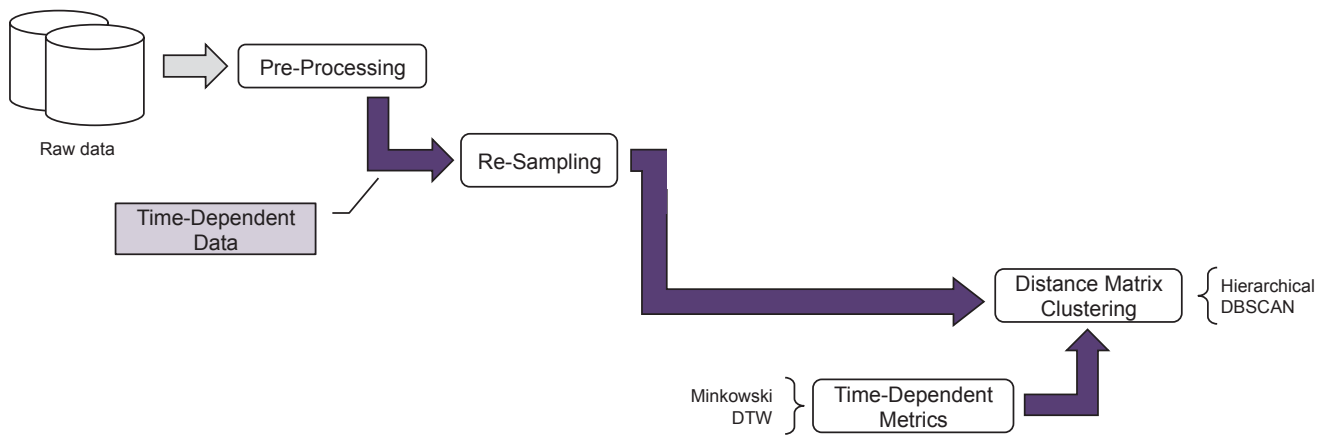 Pre-Processing
Raw data
Re-Sampling
Time-Dependent
Data
Distance Matrix
Clustering
Hierarchical
DBSCAN
Minkowski
DTW
Time-Dependent
Metrics